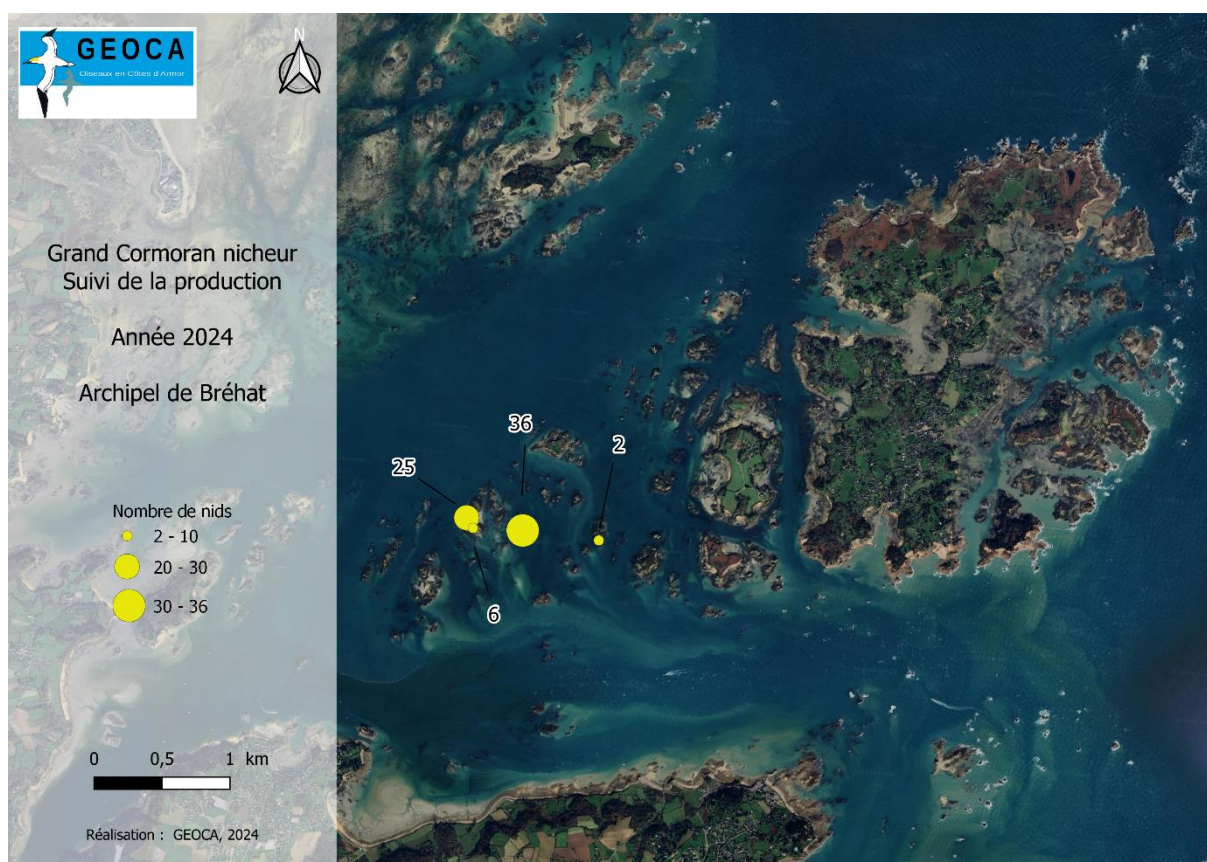 GEOCA
Oiseaux en Côtes d'Armor
N
Grand Cormoran nicheur
Suivi de la production
Année 2024
Archipel de Bréhat
Nombre de nids
2 - 10
20 - 30
30 - 36
0 0,5 1 km
Réalisation : GEOCA, 2024
36
2
25
6